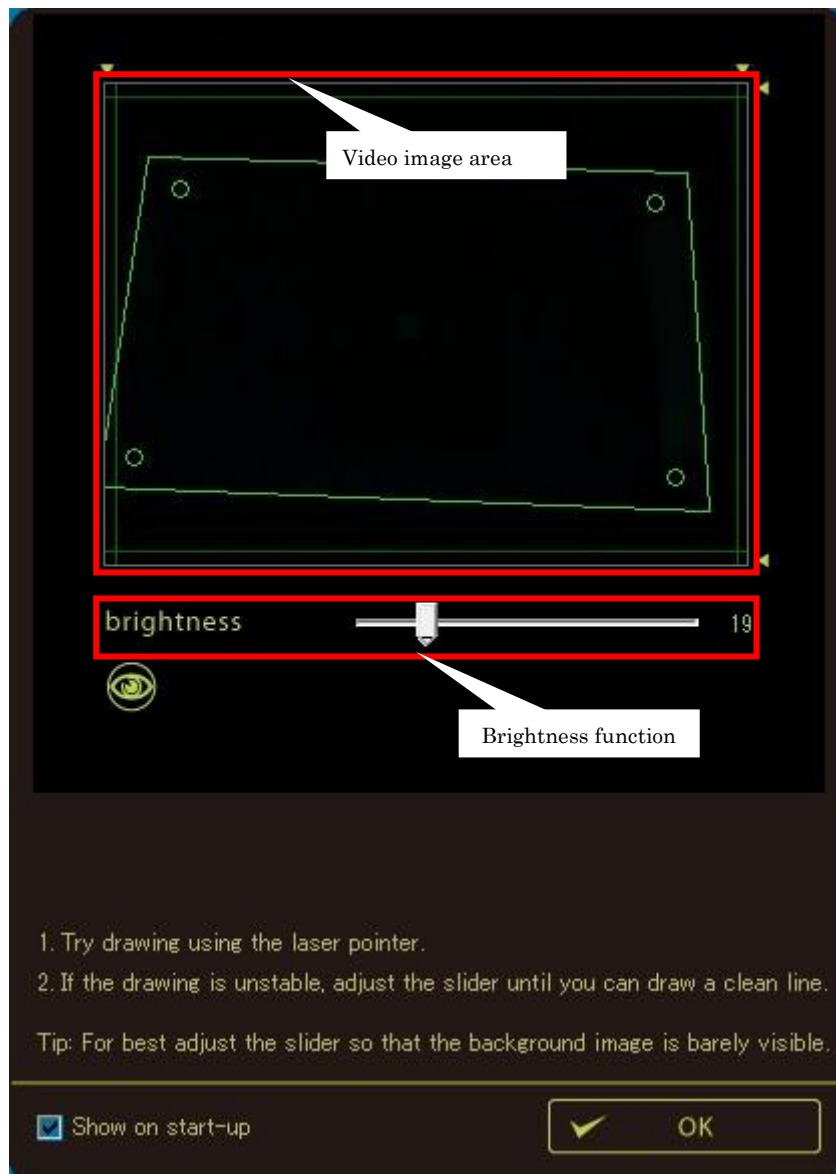 Video image area
brightness
19
Brightness function
1. Try drawing using the laser pointer.
2. If the drawing is unstable, adjust the slider until you can draw a clean line.
Tip: For best adjust the slider so that the background image is barely visible.
Show on start-up
OK